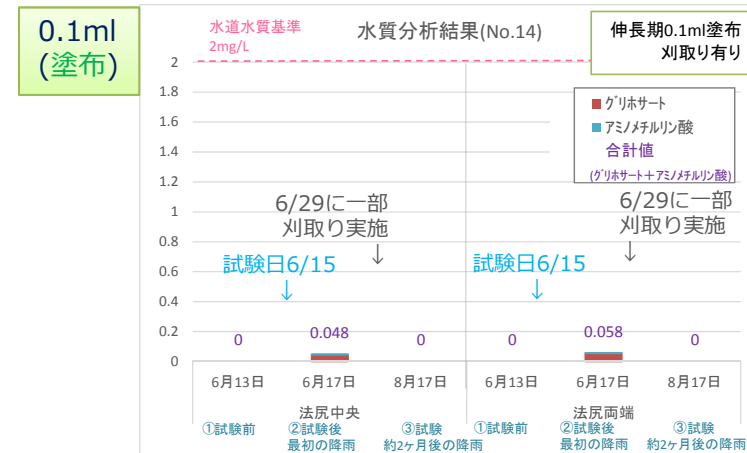 0.1ml
(塗布)
水道水質基準
2mg/L
水質分析結果(No.14)
伸長期0.1ml塗布
刈取り有り
2
1.8
1.6
1.4
1.2
1
0.8
0.6
0.4
0.2
0
グリホサート
アミノメチルリン酸
合計値
(グリホサート+アミノメチルリン酸)
6/29に一部
刈取り実施
↓
試験日6/15
↓
6/29に一部
刈取り実施
↓
試験日6/15
↓
0
0.048
0
0
0.058
0
6月13日
6月17日
8月17日
6月13日
6月17日
8月17日
法尻中央
法尻両端
①試験前
②試験後
最初の降雨
③試験
約2ヶ月後の降雨
①試験前
②試験後
最初の降雨
③試験
約2ヶ月後の降雨